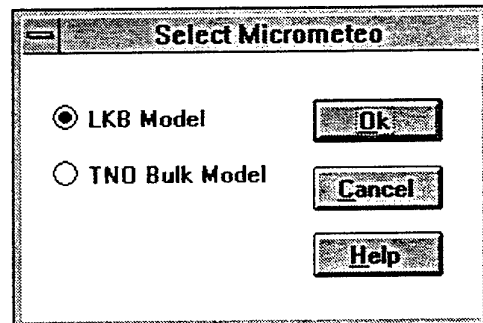 Select Micrometeo
LKB Model
Ok
TNO Bulk Model
Cancel
Help